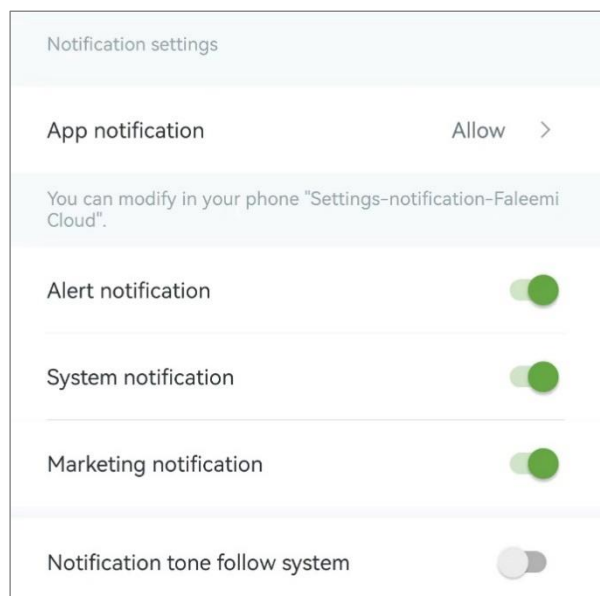 Notification settings
App notification
Allow
You can modify in your phone "Settings-notification-Faleemi
Cloud".
Alert notification
System notification
Marketing notification
Notification tone follow system